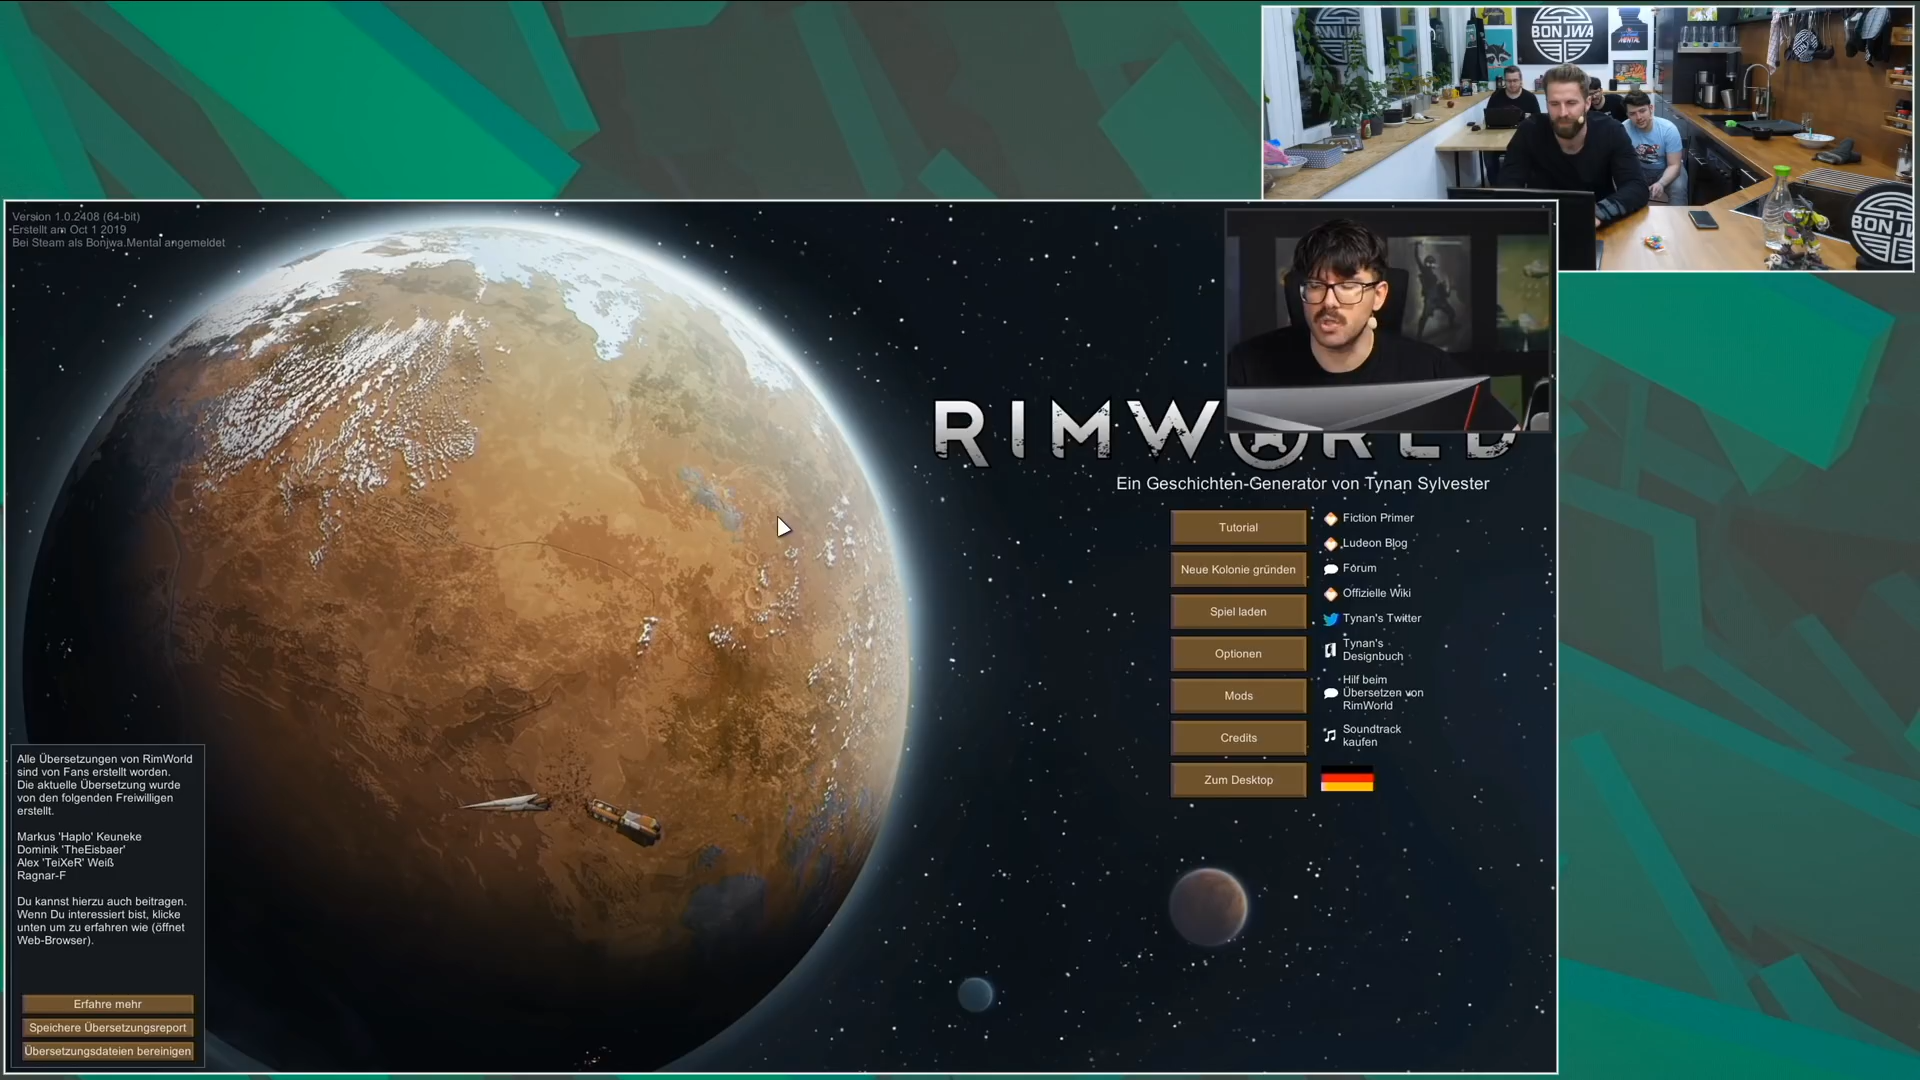 BONJWA
MENTAL
BONJW
Version 1.0.2408 (64-bit)
Erstellt am Oct 1 2019
Bei Steam als Bonjwa.Mental angemeldet
RIMWORLD
Ein Geschichten-Generator von Tynan Sylvester
Tutorial
Neue Kolonie gründen
Spiel laden
Optionen
Mods
Credits
Zum Desktop
Fiction Primer
Ludeon Blog
Forum
Offizielle Wiki
Tynan's Twitter
Tynan's
Designbuch
Hilf beim
Übersetzen von
RimWorld
Soundtrack
kaufen
Alle Übersetzungen von RimWorld
sind von Fans erstellt worden.
Die aktuelle Übersetzung wurde
von den folgenden Freiwilligen
erstellt.
Markus 'Haplo' Keuneke
Dominik 'TheEisbaer'
Alex 'TeiXeR' Weiß
Ragnar-F
Du kannst hierzu auch beitragen.
Wenn Du interessiert bist, klicke
unten um zu erfahren wie (öffnet
Web-Browser).
Erfahre mehr
Speichere Übersetzungsreport
Übersetzungsdateien bereinigen